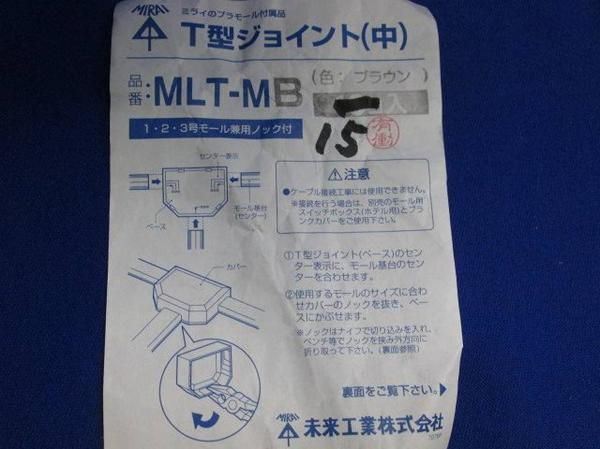 MIRAI
ミライのプラモール付属品
T型ジョイント(中)
品番:
MLT-MB
(色:ブラウン)
入
15
1・2・3号モール兼用ノック付
センター表示
ベース
モール基台
(センター)
カバー
⚠注意
●ケーブル接続工事には使用できません。
※接続を行う場合は、別売のモール用
スイッチボックス(ホテル用)とブラ
ンクカバーをご使用下さい。
①T型ジョイント(ベース)のセン
ター表示に、モール基台のセン
ターを合わせます。
②使用するモールのサイズに合わ
せカバーのノックを抜き、ベー
スにかぶせます。
※ノックはナイフで切り込みを入れ、
ペンチ等でノックを挟み外方向に
折り取って下さい。(裏面参照)
裏面をご覧下さい。▶
MIRAI
未来工業株式会社